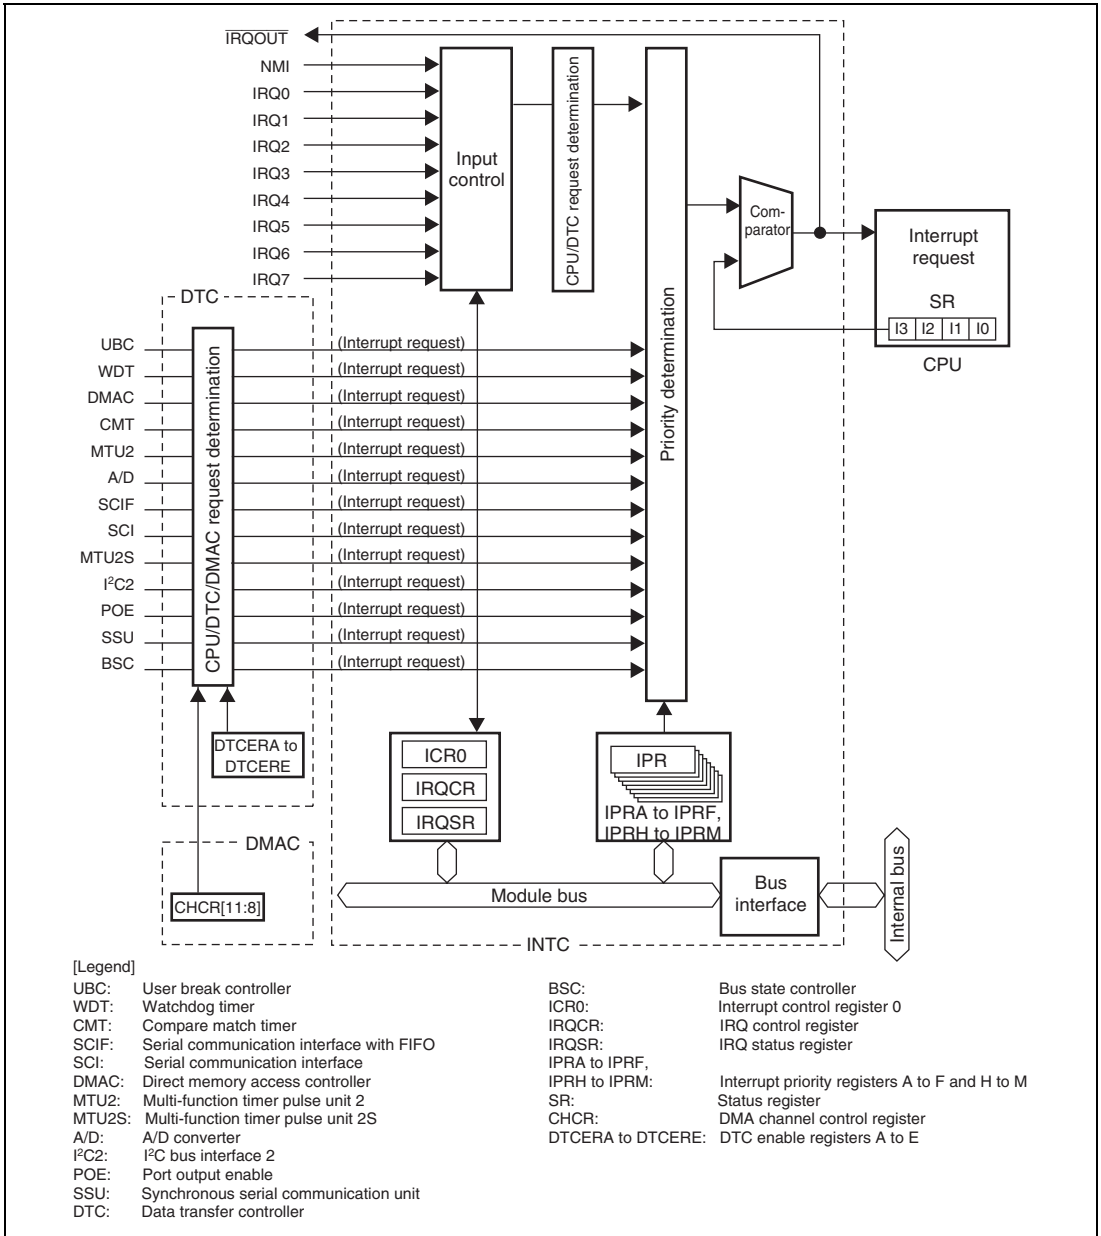 IRQOUT
NMI
IRQ0
IRQ1
IRQ2
IRQ3
IRQ4
IRQ5
IRQ6
IRQ7
Input
control
CPU/DTC request determination
Priority determination
Com-
parator
Interrupt
request
SR
I3 I2 I1 I0
CPU
DTC
CPU/DTC/DMAC request determination
UBC (Interrupt request)
WDT (Interrupt request)
DMAC (Interrupt request)
CMT (Interrupt request)
MTU2 (Interrupt request)
A/D (Interrupt request)
SCIF (Interrupt request)
SCI (Interrupt request)
MTU2S (Interrupt request)
I²C2 (Interrupt request)
POE (Interrupt request)
SSU (Interrupt request)
BSC (Interrupt request)
DTCERA to
DTCERE
DMAC
CHCR[11:8]
ICR0
IRQCR
IRQSR
IPR
IPRA to IPRF,
IPRH to IPRM
Module bus
Bus
interface
Internal bus
INTC
[Legend]
UBC: User break controller
WDT: Watchdog timer
CMT: Compare match timer
SCIF: Serial communication interface with FIFO
SCI: Serial communication interface
DMAC: Direct memory access controller
MTU2: Multi-function timer pulse unit 2
MTU2S: Multi-function timer pulse unit 2S
A/D: A/D converter
I²C2: I²C bus interface 2
POE: Port output enable
SSU: Synchronous serial communication unit
DTC: Data transfer controller
BSC: Bus state controller
ICR0: Interrupt control register 0
IRQCR: IRQ control register
IRQSR: IRQ status register
IPRA to IPRF,
IPRH to IPRM: Interrupt priority registers A to F and H to M
SR: Status register
CHCR: DMA channel control register
DTCERA to DTCERE: DTC enable registers A to E